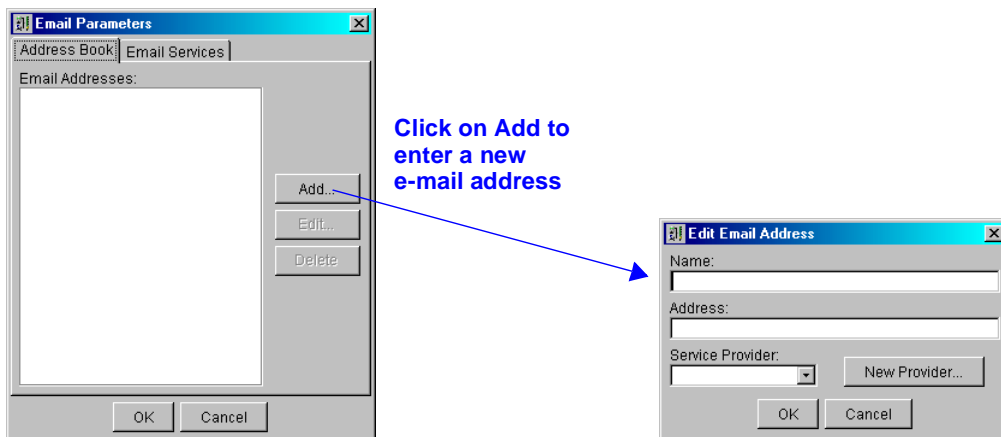 Email Parameters
Address Book
Email Services
Email Addresses:
Add...
Edit...
Delete
OK
Cancel
Click on Add to
enter a new
e-mail address
Edit Email Address
Name:
Address:
Service Provider:
New Provider...
OK
Cancel